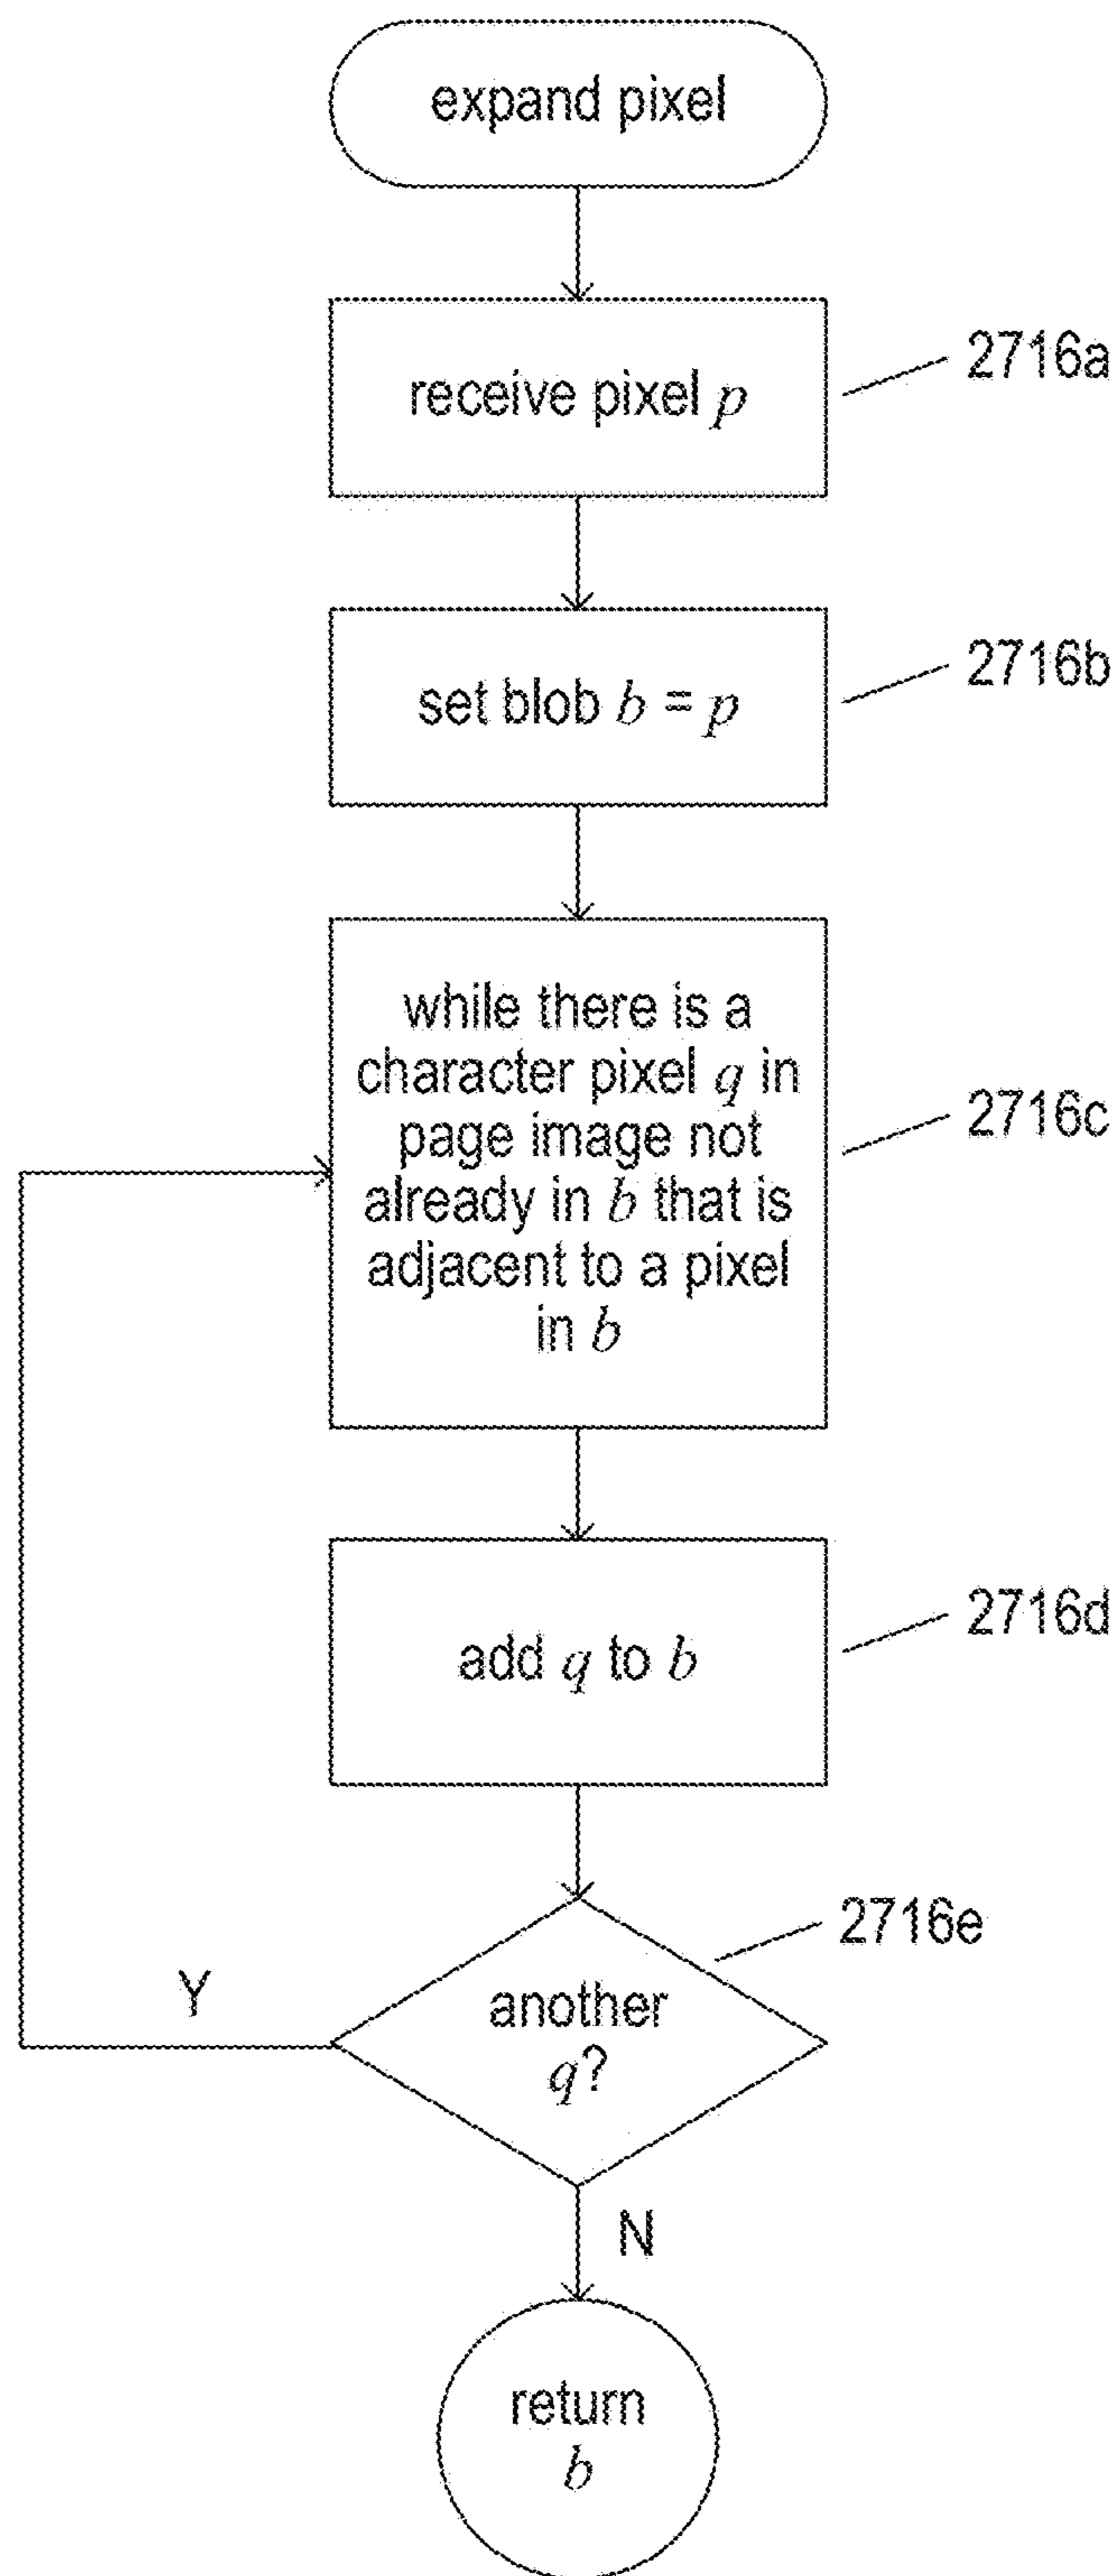 expand pixel
receive pixel p
2716a
set blob b = p
2716b
while there is a
character pixel q in
page image not
already in b that is
adjacent to a pixel
in b
2716c
add q to b
2716d
another
q?
2716e
Y
N
return
b